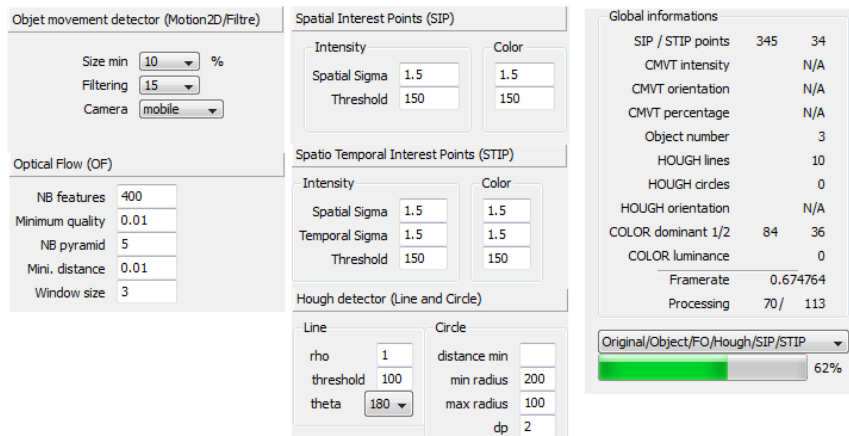 Objet movement detector (Motion2D/Filtre)
Size min 10 %
Filtering 15
Camera mobile
Optical Flow (OF)
NB features 400
Minimum quality 0.01
NB pyramid 5
Mini. distance 0.01
Window size 3
Spatial Interest Points (SIP)
Intensity Color
Spatial Sigma 1.5 1.5
Threshold 150 150
Spatio Temporal Interest Points (STIP)
Intensity Color
Spatial Sigma 1.5 1.5
Temporal Sigma 1.5 1.5
Threshold 150 150
Hough detector (Line and Circle)
Line Circle
rho 1 distance min
threshold 100 min radius 200
theta 180 max radius 100
dp 2
Global informations
SIP / STIP points 345 34
CMVT intensity N/A
CMVT orientation N/A
CMVT percentage N/A
Object number 3
HOUGH lines 10
HOUGH circles 0
HOUGH orientation N/A
COLOR dominant 1/2 84 36
COLOR luminance 0
Framerate 0.674764
Processing 70/ 113
Original/Object/FO/Hough/SIP/STIP
62%